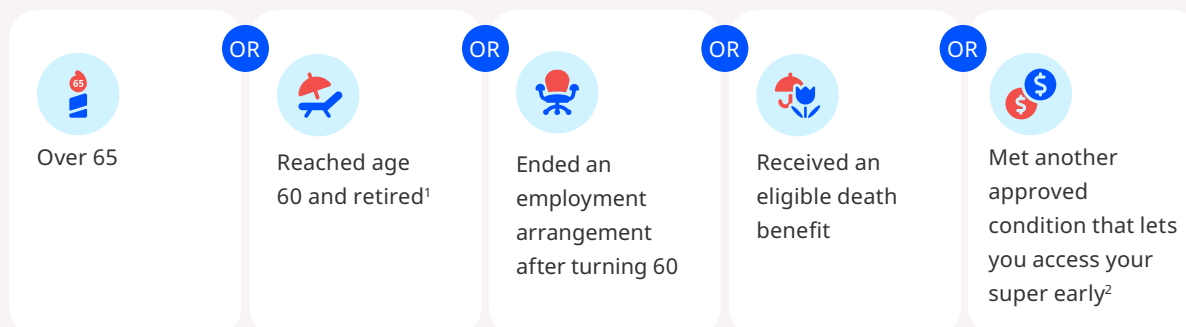 OR
OR
OR
OR
65
Over 65
Reached age
60 and retired¹
Ended an
employment
arrangement
after turning 60
Received an
eligible death
benefit
$
$
Met another
approved
condition that lets
you access your
super early²